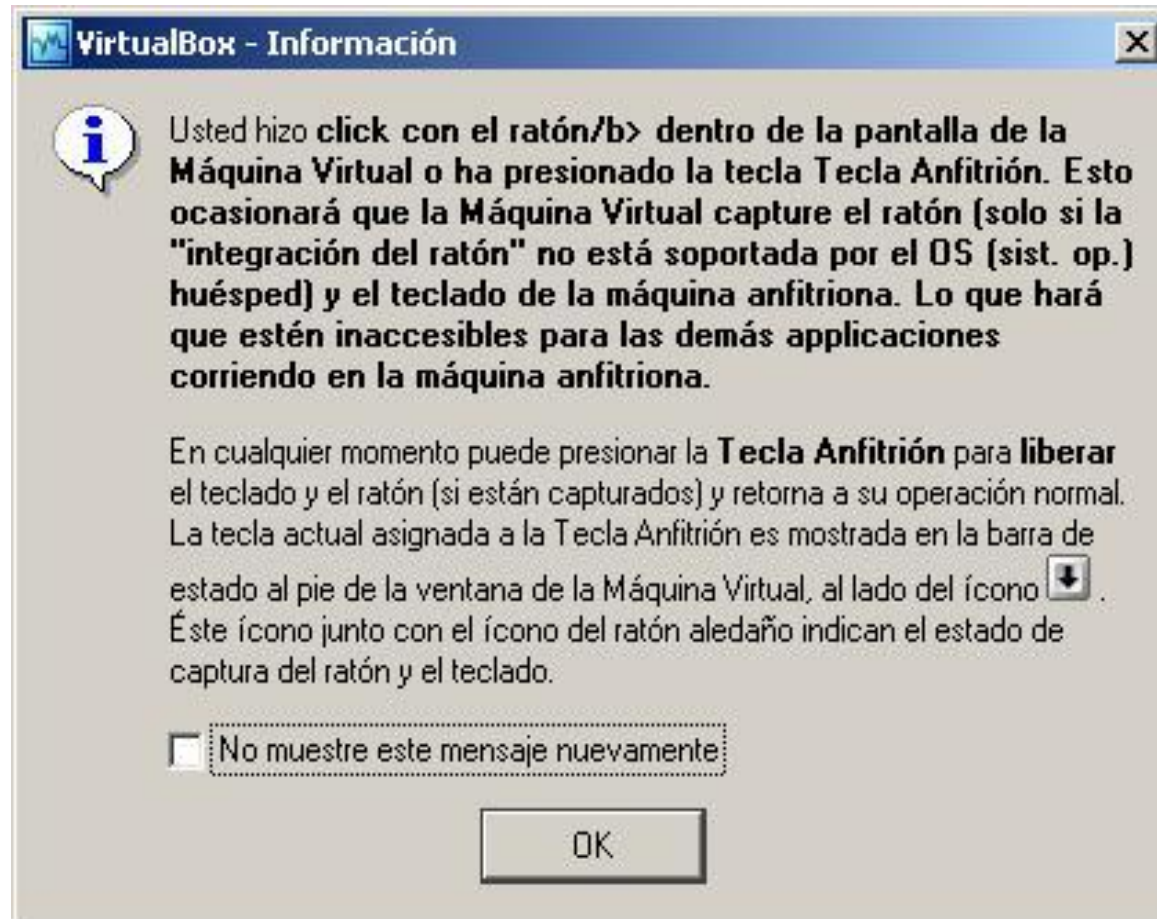 VirtualBox - Información
Usted hizo click con el ratón/b> dentro de la pantalla de la
Máquina Virtual o ha presionado la tecla Tecla Anfitrión. Esto
ocasionará que la Máquina Virtual capture el ratón (solo si la
"integración del ratón" no está soportada por el OS (sist. op.)
huésped) y el teclado de la máquina anfitriona. Lo que hará
que estén inaccesibles para las demás applicaciones
corriendo en la máquina anfitriona.
En cualquier momento puede presionar la Tecla Anfitrión para liberar
el teclado y el ratón (si están capturados) y retorna a su operación normal.
La tecla actual asignada a la Tecla Anfitrión es mostrada en la barra de
estado al pie de la ventana de la Máquina Virtual, al lado del ícono .
Éste ícono junto con el ícono del ratón aledaño indican el estado de
captura del ratón y el teclado.
No muestre este mensaje nuevamente
OK